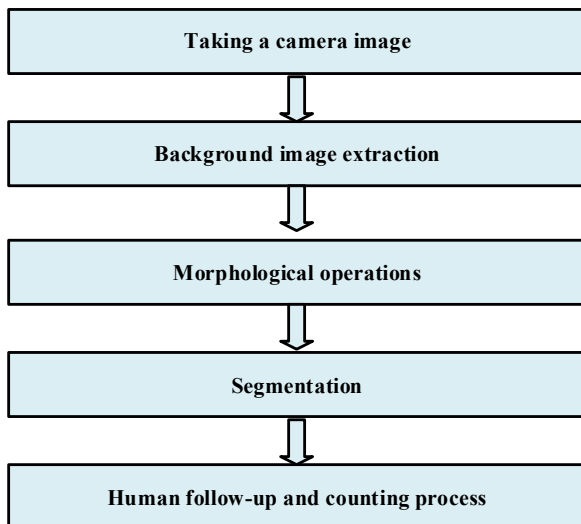 Taking a camera image
Background image extraction
Morphological operations
Segmentation
Human follow-up and counting process